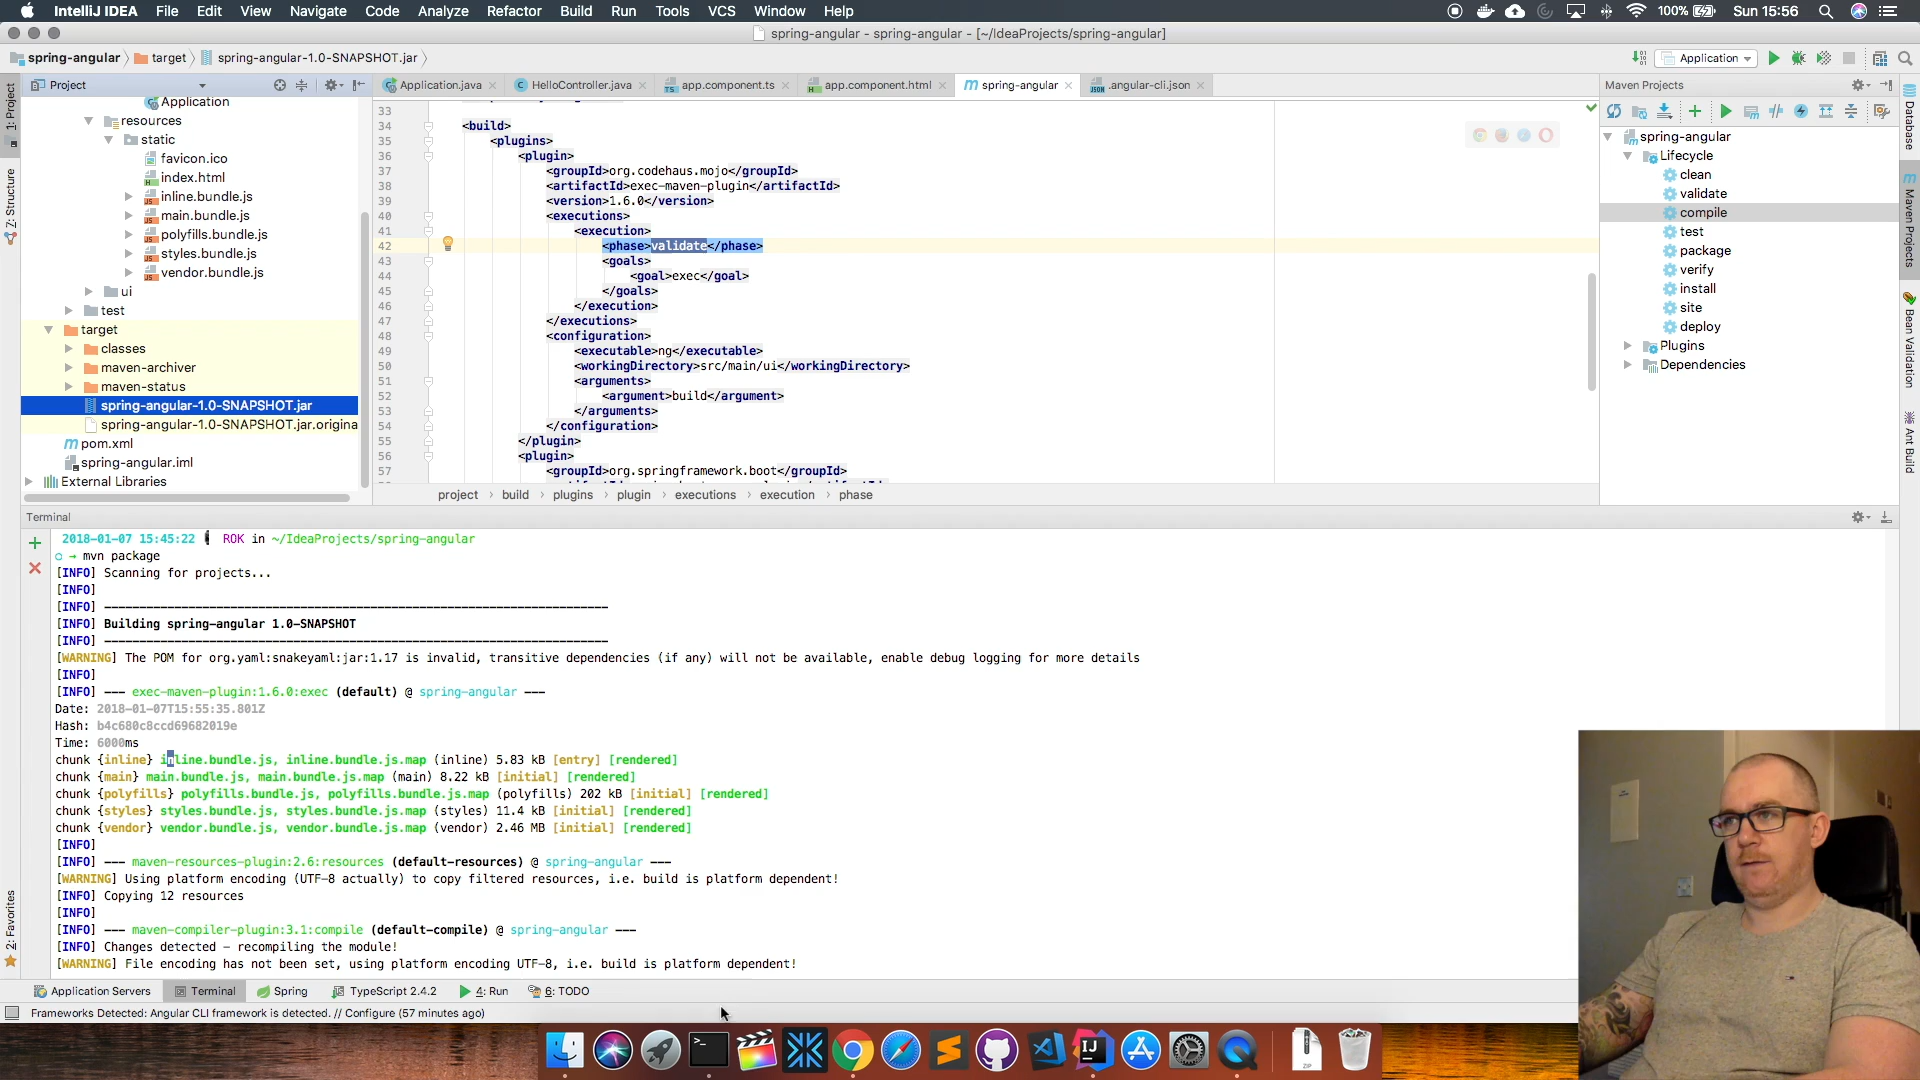 IntelliJ IDEA File Edit View Navigate Code Analyze Refactor Build Run Tools VCS Window Help
100% Sun 15:56
spring-angular - spring-angular - [~/IdeaProjects/spring-angular]
spring-angular target spring-angular-1.0-SNAPSHOT.jar
Application
Project
Application.java HelloController.java app.component.ts app.component.html spring-angular .angular-cli.json
Maven Projects
1: Project
Z: Structure
2: Favorites
Application
resources
static
favicon.ico
index.html
inline.bundle.js
main.bundle.js
polyfills.bundle.js
styles.bundle.js
vendor.bundle.js
ui
test
target
classes
maven-archiver
maven-status
spring-angular-1.0-SNAPSHOT.jar
spring-angular-1.0-SNAPSHOT.jar.origina
pom.xml
spring-angular.iml
External Libraries
33
34 <build>
35 <plugins>
36 <plugin>
37 <groupId>org.codehaus.mojo</groupId>
38 <artifactId>exec-maven-plugin</artifactId>
39 <version>1.6.0</version>
40 <executions>
41 <execution>
42 <phase>validate</phase>
43 <goals>
44 <goal>exec</goal>
45 </goals>
46 </execution>
47 </executions>
48 <configuration>
49 <executable>ng</executable>
50 <workingDirectory>src/main/ui</workingDirectory>
51 <arguments>
52 <argument>build</argument>
53 </arguments>
54 </configuration>
55 </plugin>
56 <plugin>
57 <groupId>org.springframework.boot</groupId>
project build plugins plugin executions execution phase
spring-angular
Lifecycle
clean
validate
compile
test
package
verify
install
site
deploy
Plugins
Dependencies
Database
Maven Projects
Bean Validation
Ant Build
Terminal
2018-01-07 15:45:22 ROK in ~/IdeaProjects/spring-angular
○ → mvn package
[INFO] Scanning for projects...
[INFO]
[INFO] ------------------------------------------------------------------------
[INFO] Building spring-angular 1.0-SNAPSHOT
[INFO] ------------------------------------------------------------------------
[WARNING] The POM for org.yaml:snakeyaml:jar:1.17 is invalid, transitive dependencies (if any) will not be available, enable debug logging for more details
[INFO]
[INFO] --- exec-maven-plugin:1.6.0:exec (default) @ spring-angular ---
Date: 2018-01-07T15:55:35.801Z
Hash: b4c680c8ccd69682019e
Time: 6000ms
chunk {inline} inline.bundle.js, inline.bundle.js.map (inline) 5.83 kB [entry] [rendered]
chunk {main} main.bundle.js, main.bundle.js.map (main) 8.22 kB [initial] [rendered]
chunk {polyfills} polyfills.bundle.js, polyfills.bundle.js.map (polyfills) 202 kB [initial] [rendered]
chunk {styles} styles.bundle.js, styles.bundle.js.map (styles) 11.4 kB [initial] [rendered]
chunk {vendor} vendor.bundle.js, vendor.bundle.js.map (vendor) 2.46 MB [initial] [rendered]
[INFO]
[INFO] --- maven-resources-plugin:2.6:resources (default-resources) @ spring-angular ---
[WARNING] Using platform encoding (UTF-8 actually) to copy filtered resources, i.e. build is platform dependent!
[INFO] Copying 12 resources
[INFO]
[INFO] --- maven-compiler-plugin:3.1:compile (default-compile) @ spring-angular ---
[INFO] Changes detected - recompiling the module!
[WARNING] File encoding has not been set, using platform encoding UTF-8, i.e. build is platform dependent!
Application Servers Terminal Spring TypeScript 2.4.2 4: Run 6: TODO
Frameworks Detected: Angular CLI framework is detected. // Configure (57 minutes ago)
IJ
ZIP